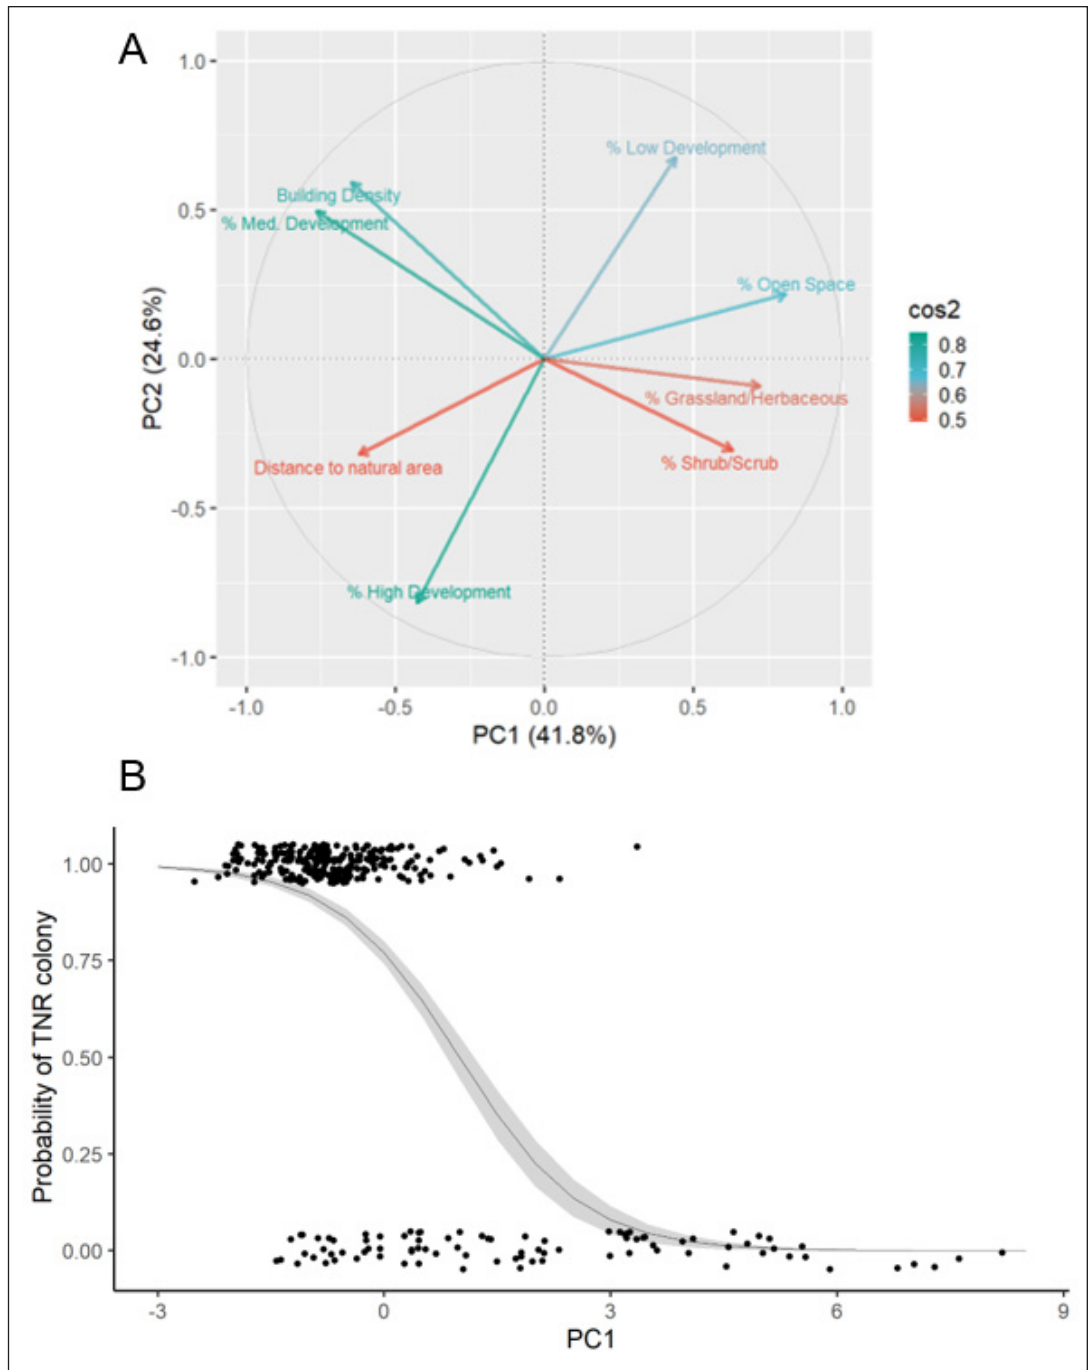 A
1.0
0.5
0.0
-0.5
-1.0
PC2 (24.6%)
% Low Development
Building Density
% Med. Development
% Open Space
% Grassland/Herbaceous
% Shrub/Scrub
Distance to natural area
% High Development
-1.0 -0.5 0.0 0.5 1.0
PC1 (41.8%)
cos2
0.8
0.7
0.6
0.5
B
Probability of TNR colony
1.00
0.75
0.50
0.25
0.00
-3 0 3 6 9
PC1